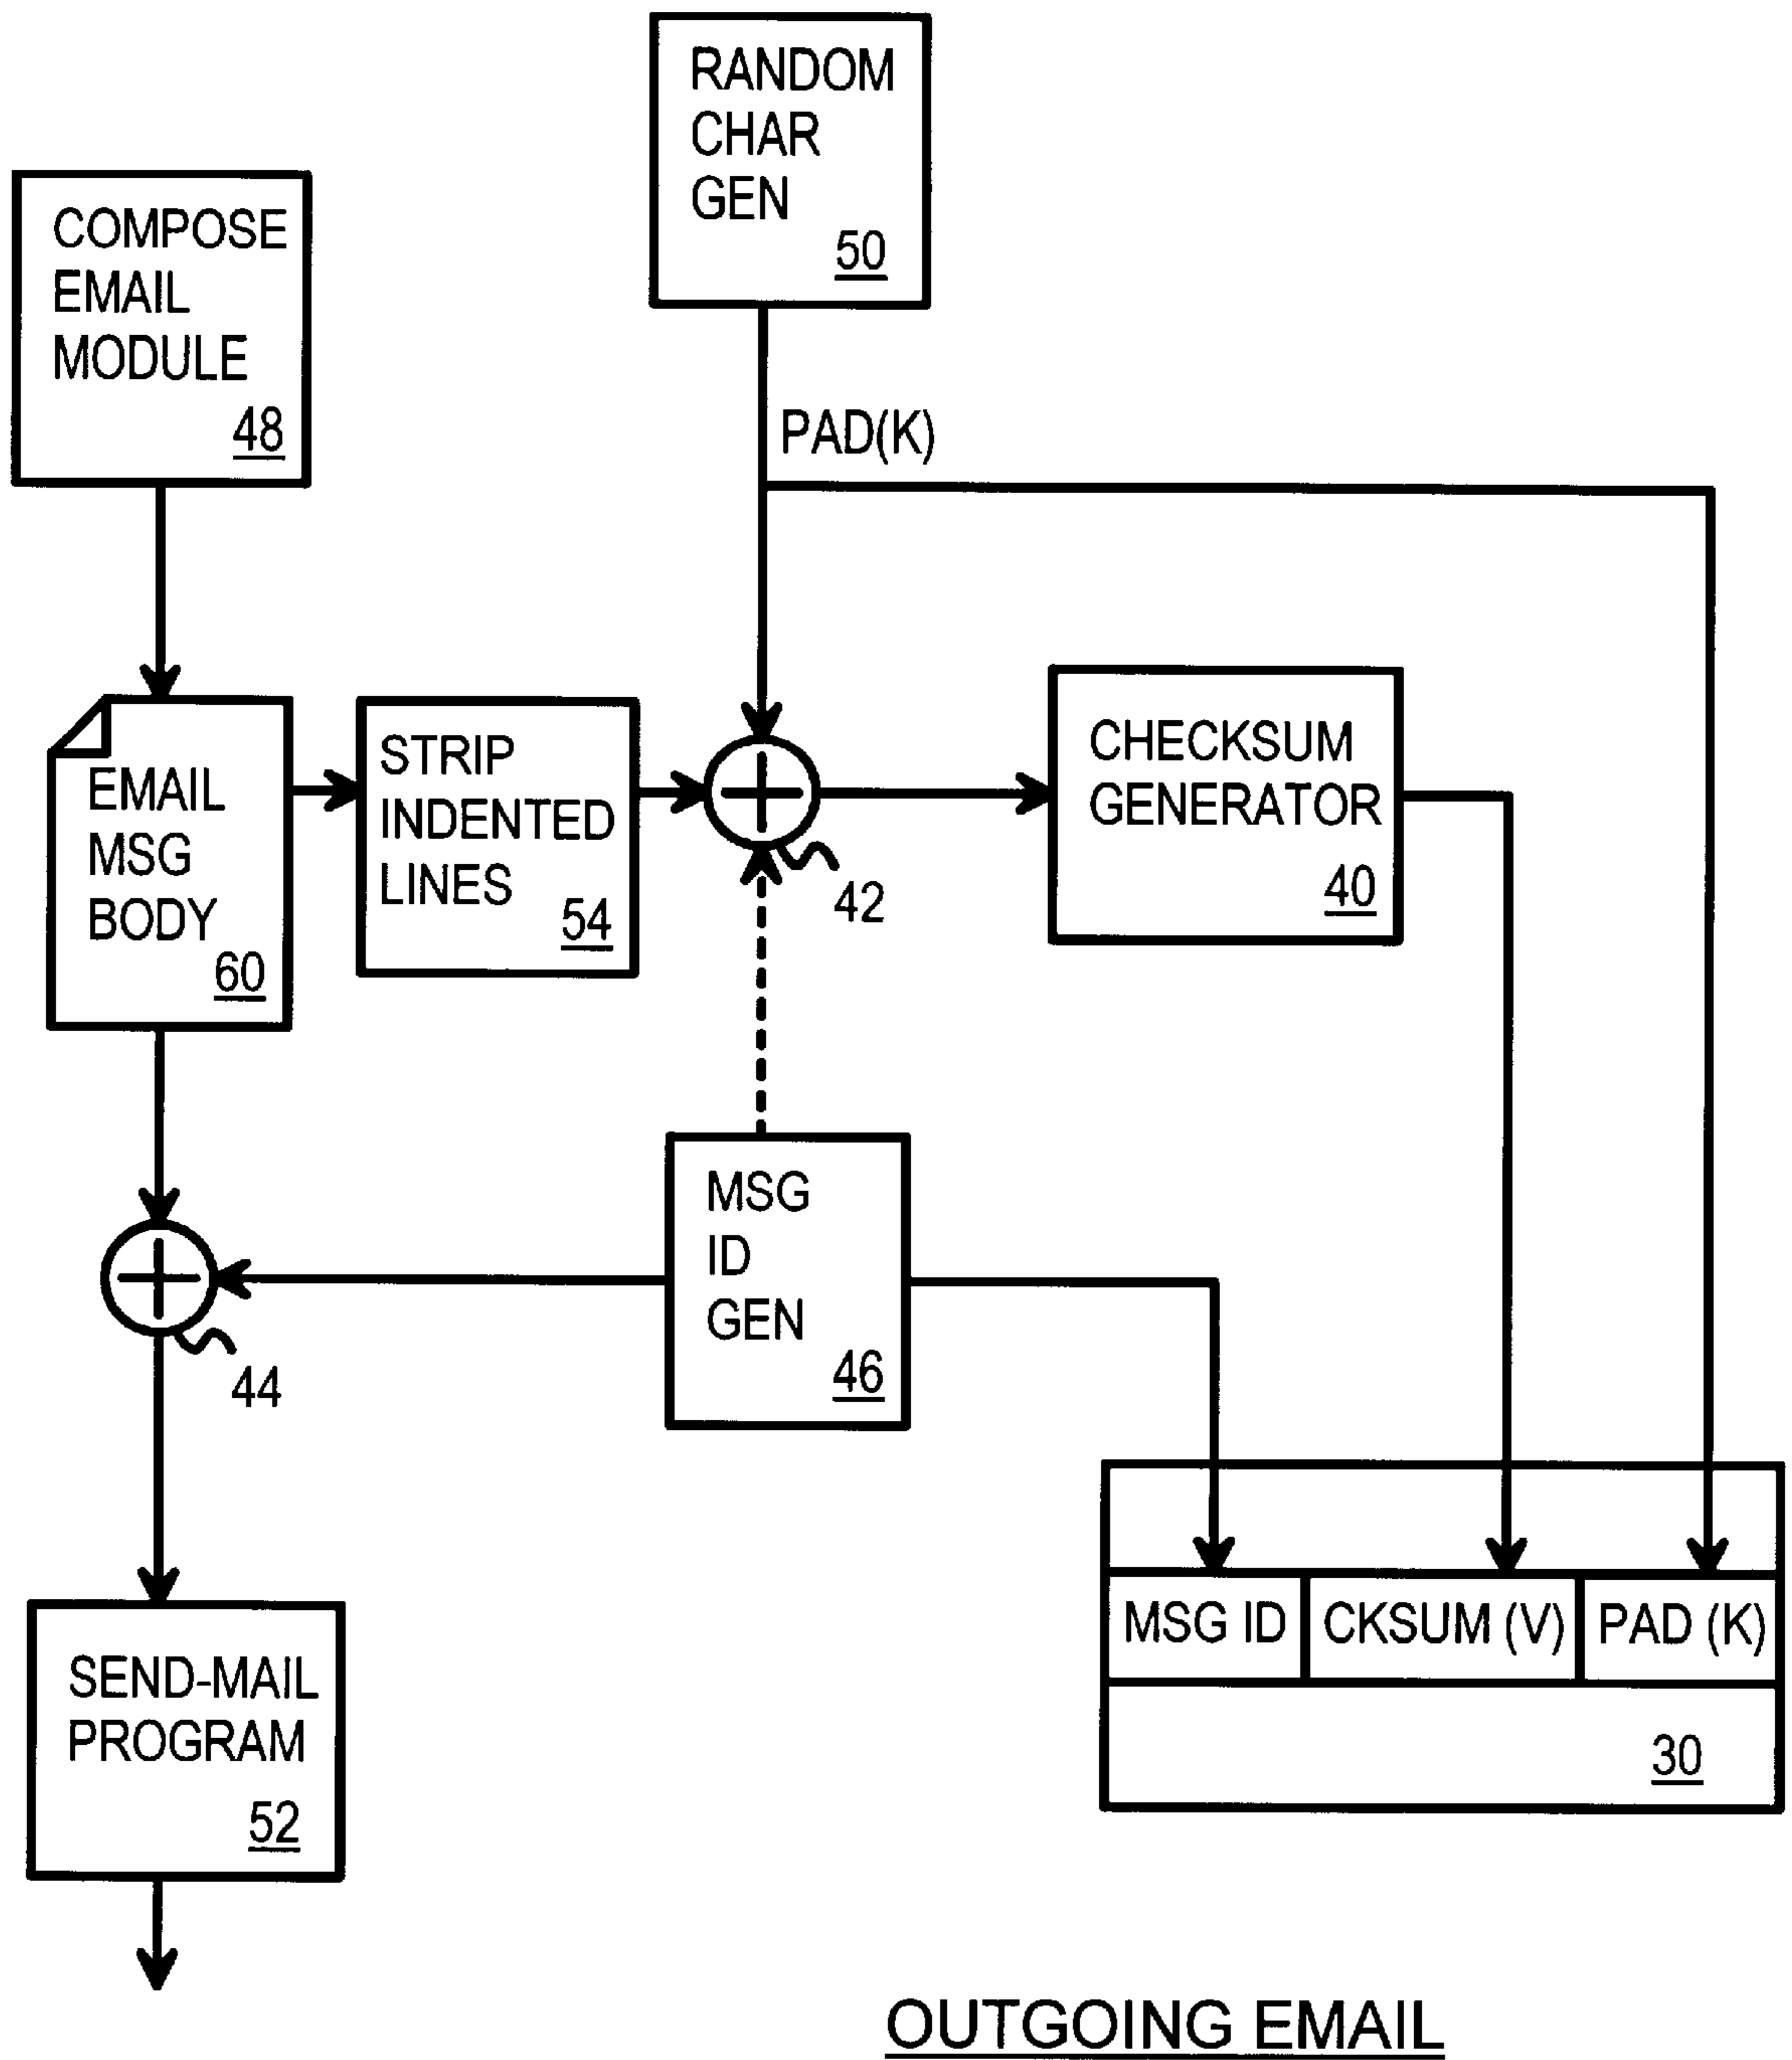 RANDOM
CHAR
GEN
50
COMPOSE
EMAIL
MODULE
48
PAD(K)
EMAIL
MSG
BODY
60
STRIP
INDENTED
LINES
54
42
CHECKSUM
GENERATOR
40
MSG
ID
GEN
46
44
MSG ID
CKSUM (V)
PAD (K)
30
SEND-MAIL
PROGRAM
52
OUTGOING EMAIL